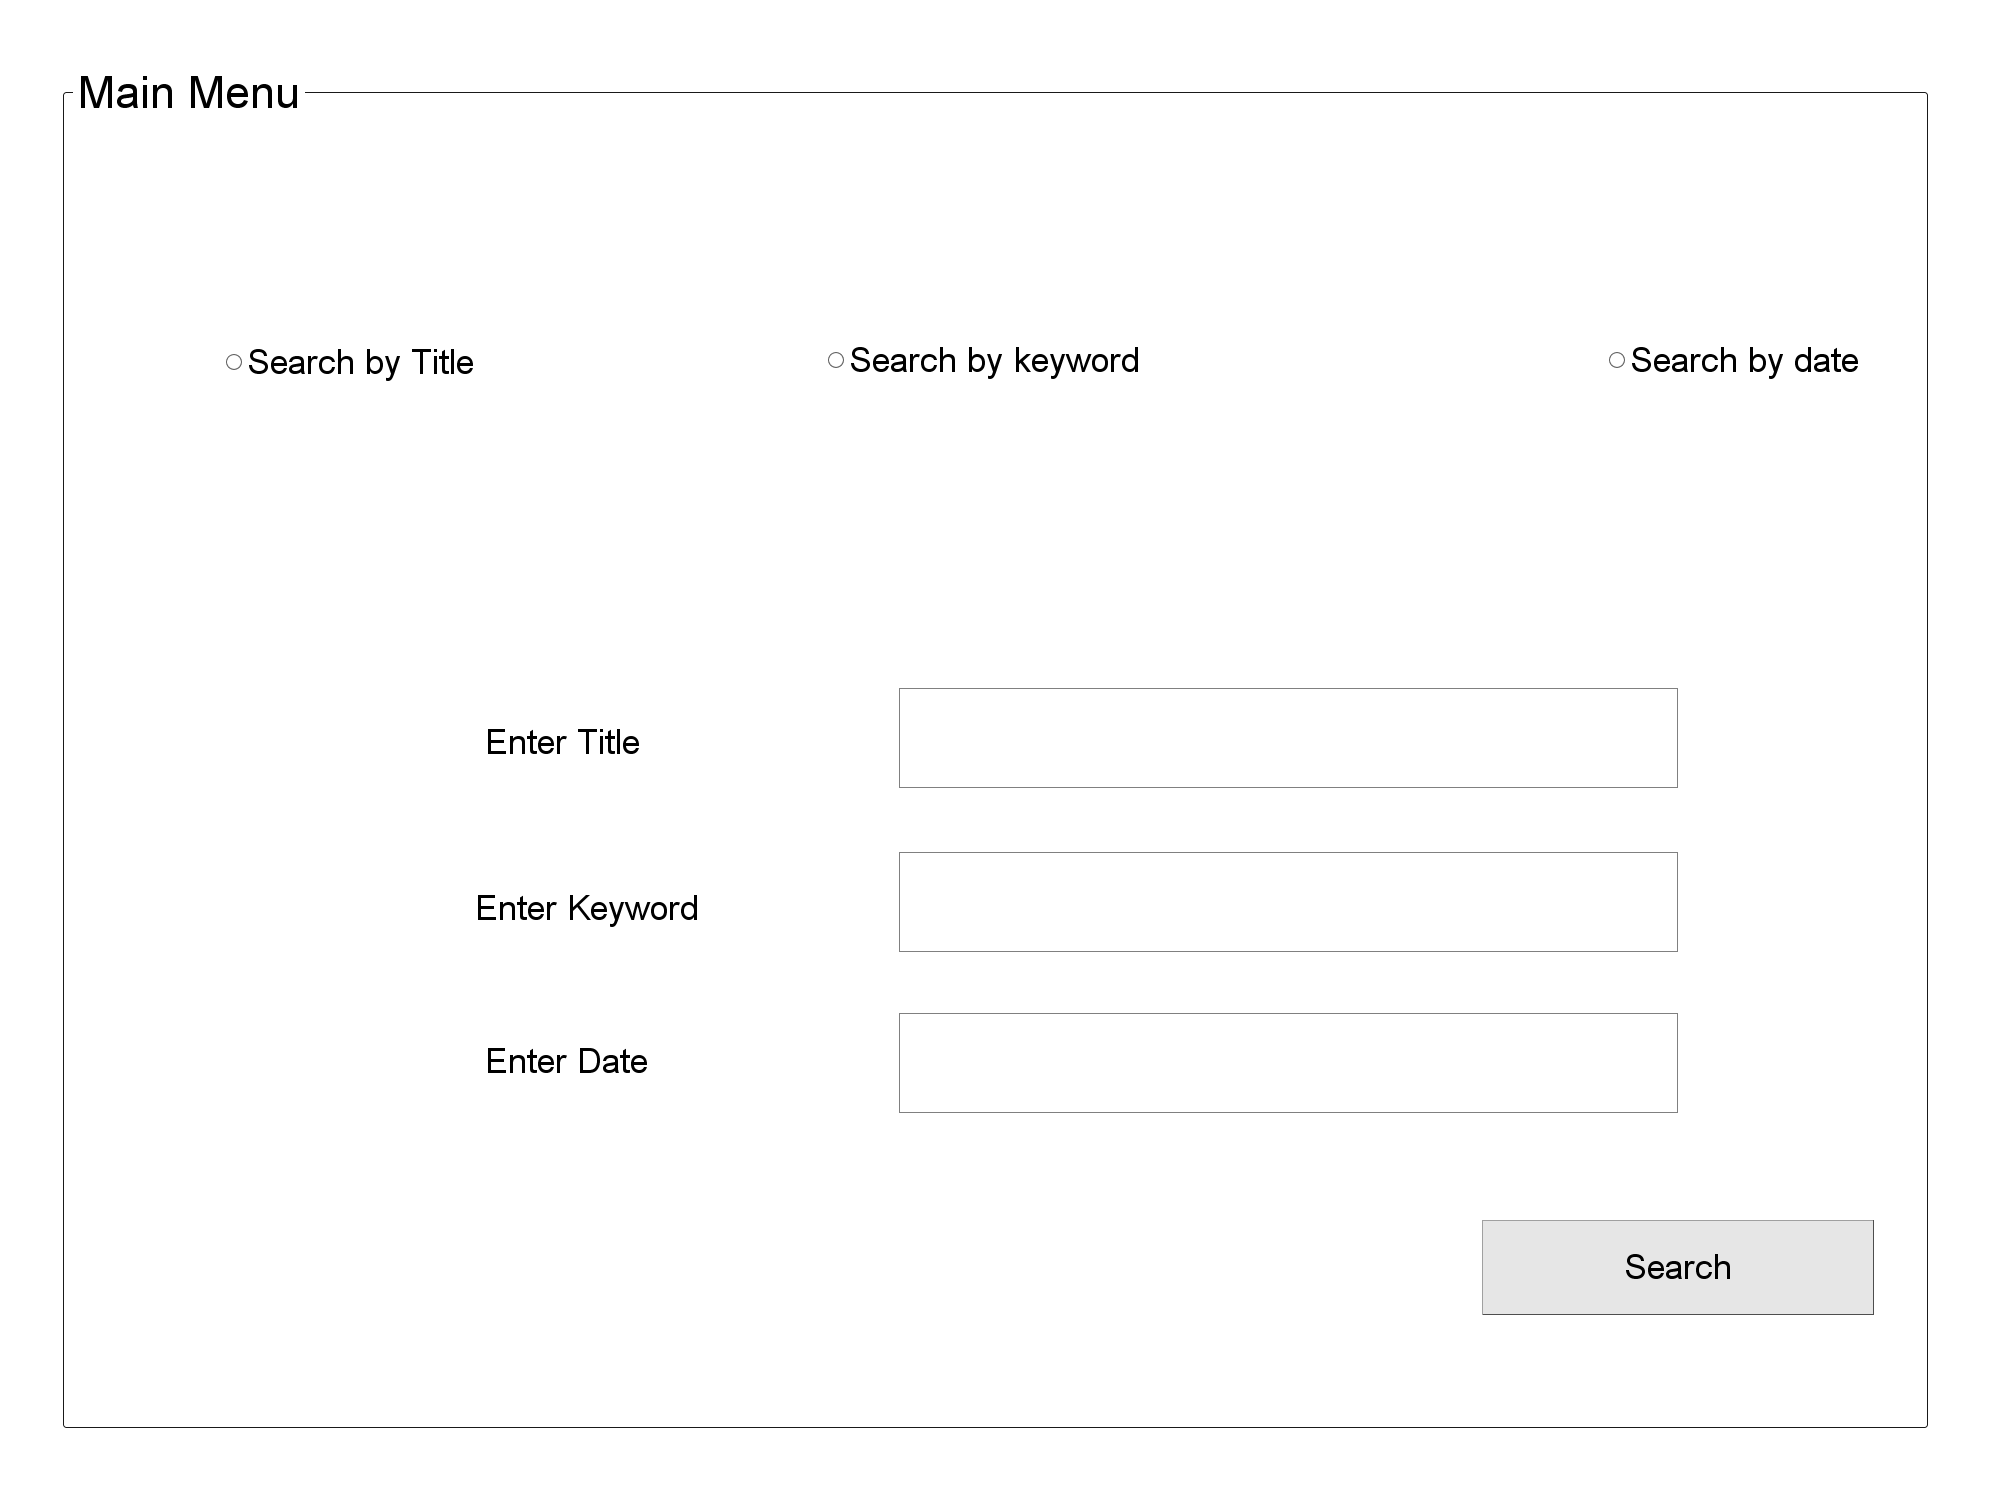 Main Menu
Search by Title
Search by keyword
Search by date
Enter Title
Enter Keyword
Enter Date
Search